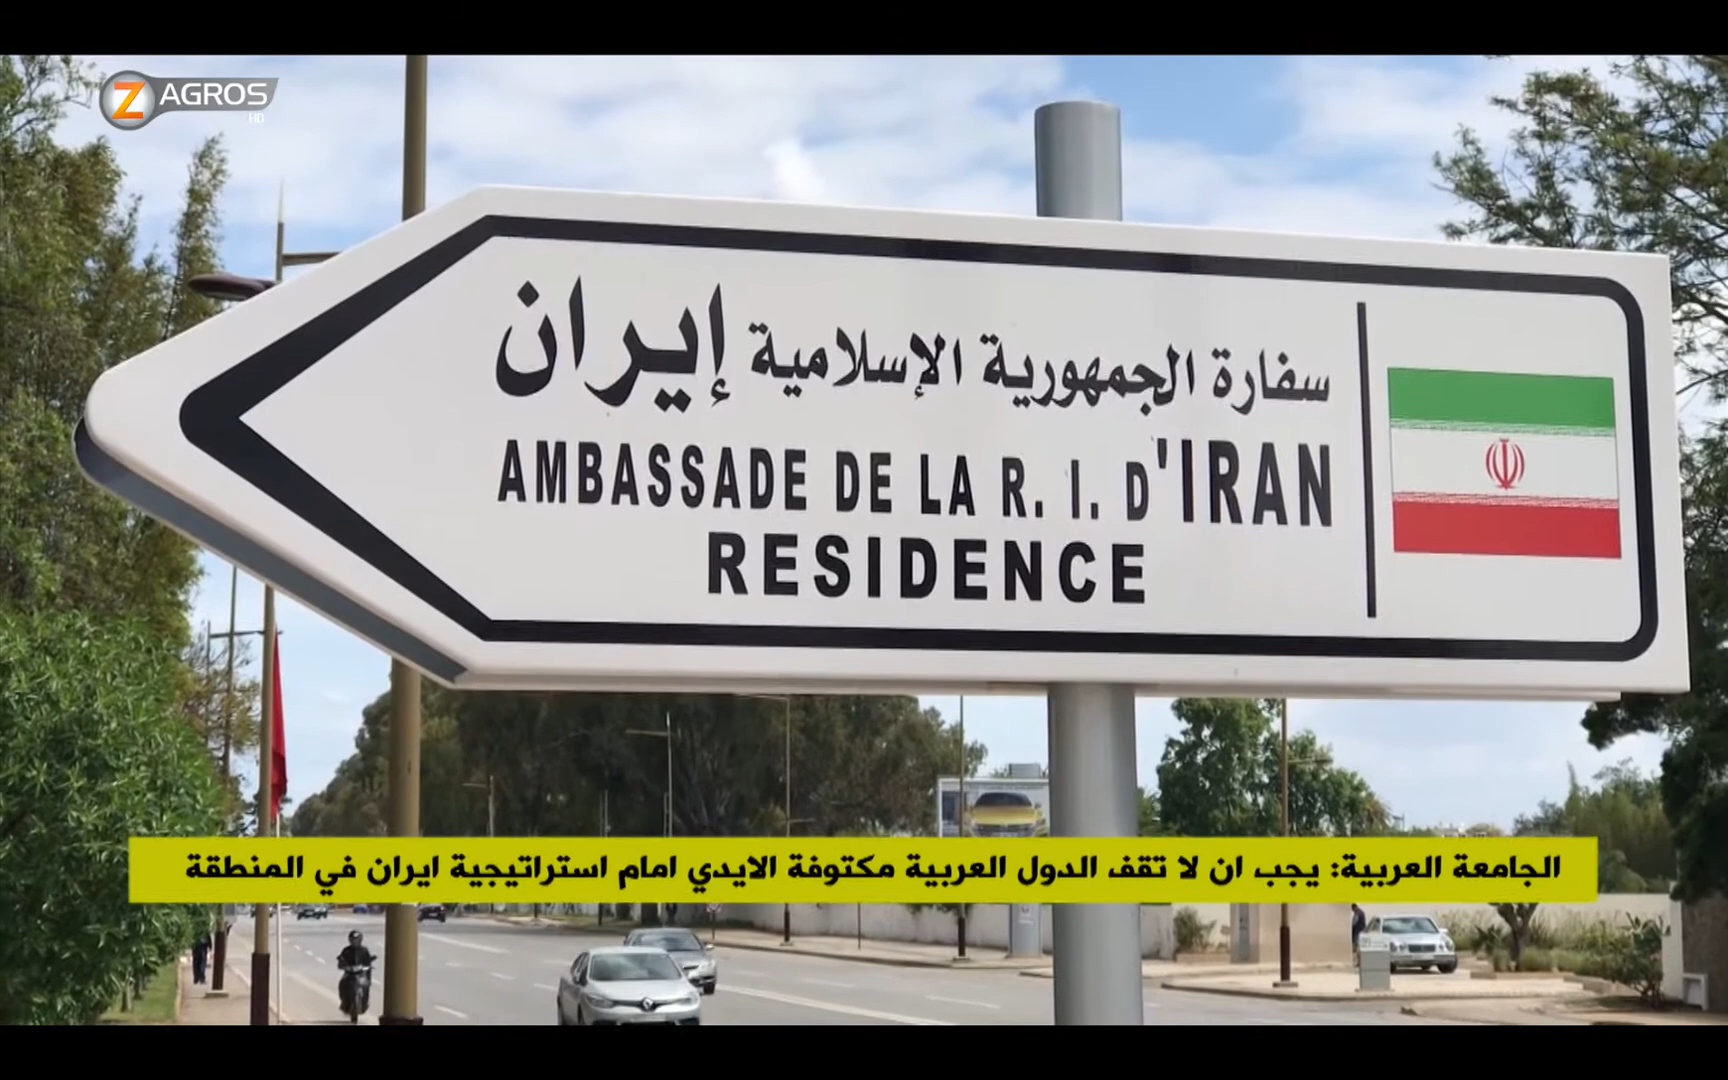 ZAGROS
HD
سفارة الجمهورية الإسلامية إيران
AMBASSADE DE LA R. I. D'IRAN
RESIDENCE
الجامعة العربية: يجب ان لا تقف الدول العربية مكتوفة الايدي امام استراتيجية ايران في المنطقة